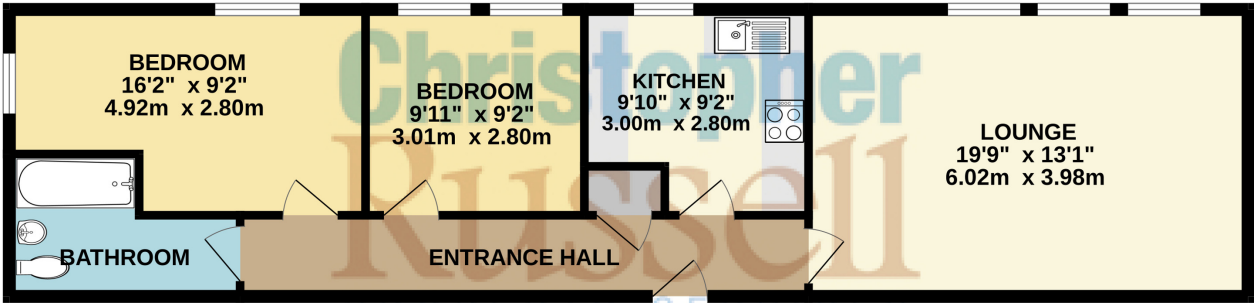 BEDROOM
16'2" x 9'2"
4.92m x 2.80m
BEDROOM
9'11" x 9'2"
3.01m x 2.80m
KITCHEN
9'10" x 9'2"
3.00m x 2.80m
LOUNGE
19'9" x 13'1"
6.02m x 3.98m
BATHROOM
ENTRANCE HALL
Christopher
Russell